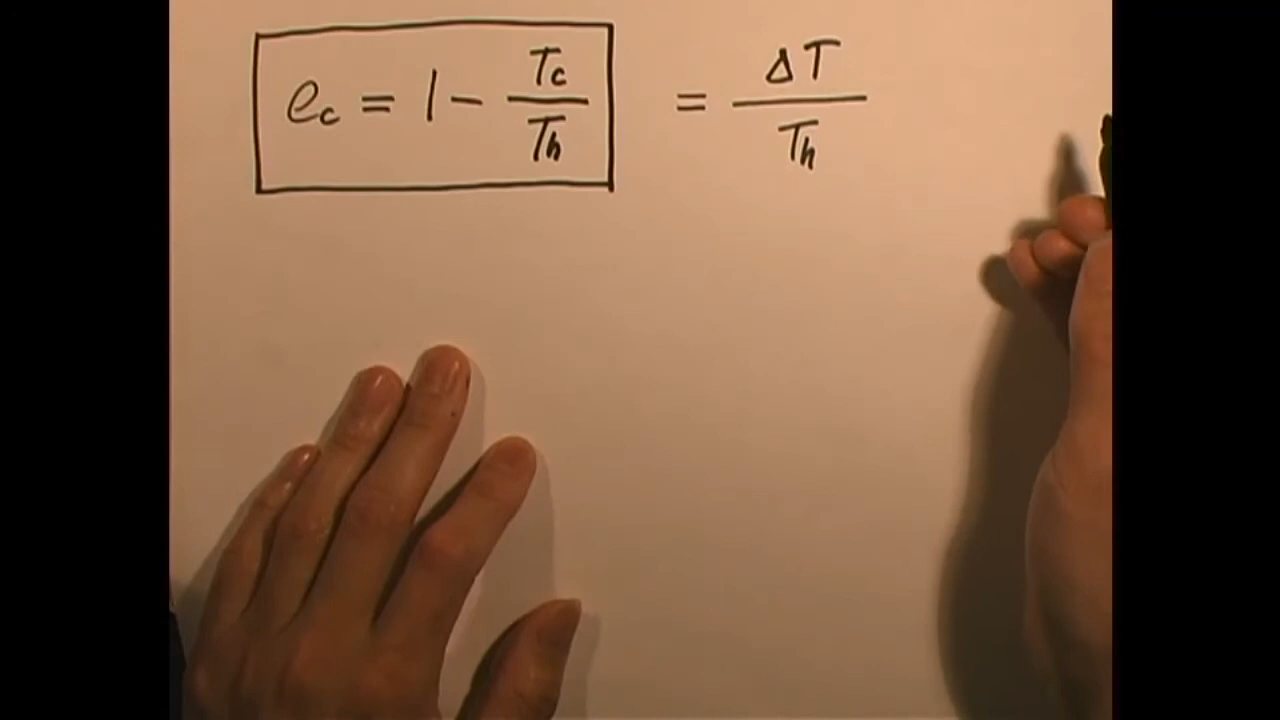 e_c = 1 - T_c/T_h = ΔT/T_h